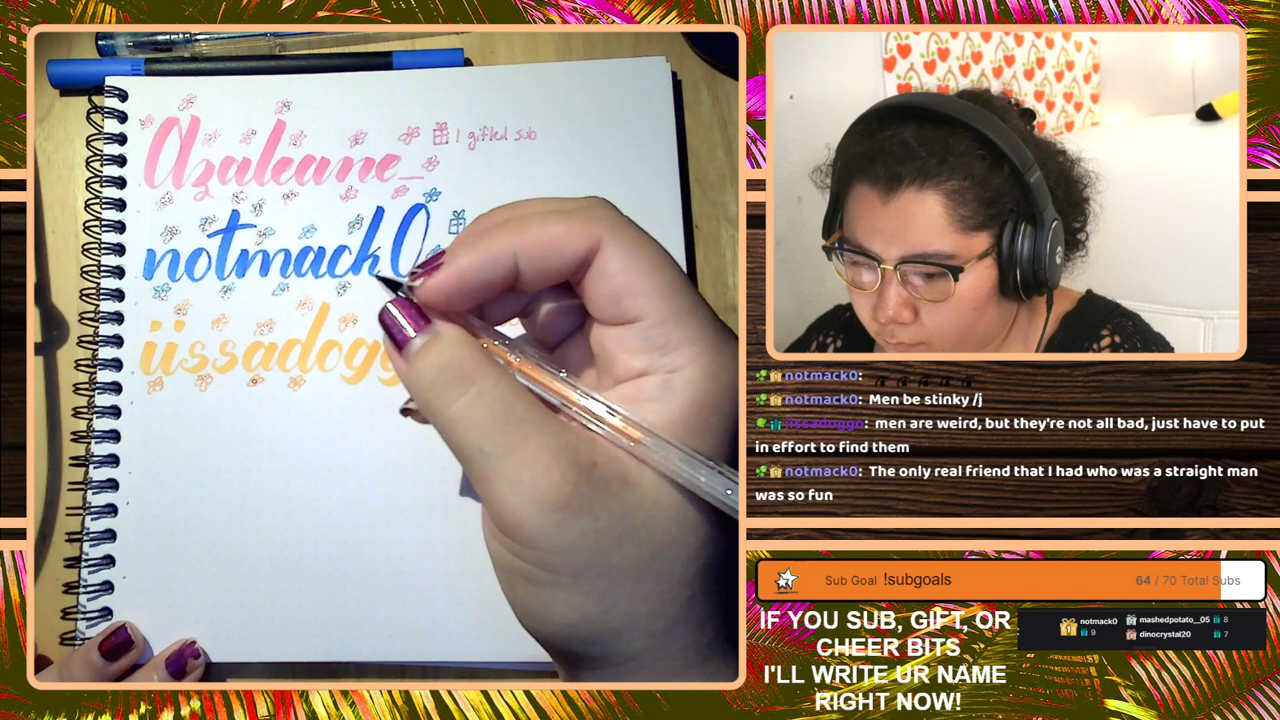 Azaleane_
1 gifted sub
notmack0
iissadogg
notmack0:
notmack0: Men be stinky /j
iissadoggo: men are weird, but they're not all bad, just have to put
in effort to find them
notmack0: The only real friend that I had who was a straight man
was so fun
Sub Goal !subgoals
64 / 70 Total Subs
IF YOU SUB, GIFT, OR
CHEER BITS
I'LL WRITE UR NAME
RIGHT NOW!
1 notmack0 9
mashedpotato_05 8
dinocrystal20 7